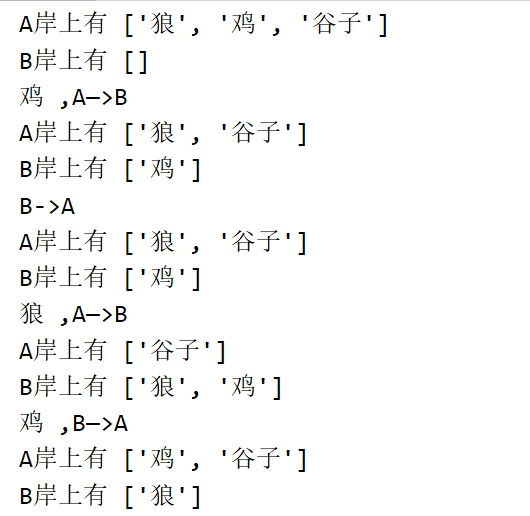 A岸上有 ['狼', '鸡', '谷子']
B岸上有 []
鸡 ,A—>B
A岸上有 ['狼', '谷子']
B岸上有 ['鸡']
B->A
A岸上有 ['狼', '谷子']
B岸上有 ['鸡']
狼 ,A—>B
A岸上有 ['谷子']
B岸上有 ['狼', '鸡']
鸡 ,B—>A
A岸上有 ['鸡', '谷子']
B岸上有 ['狼']